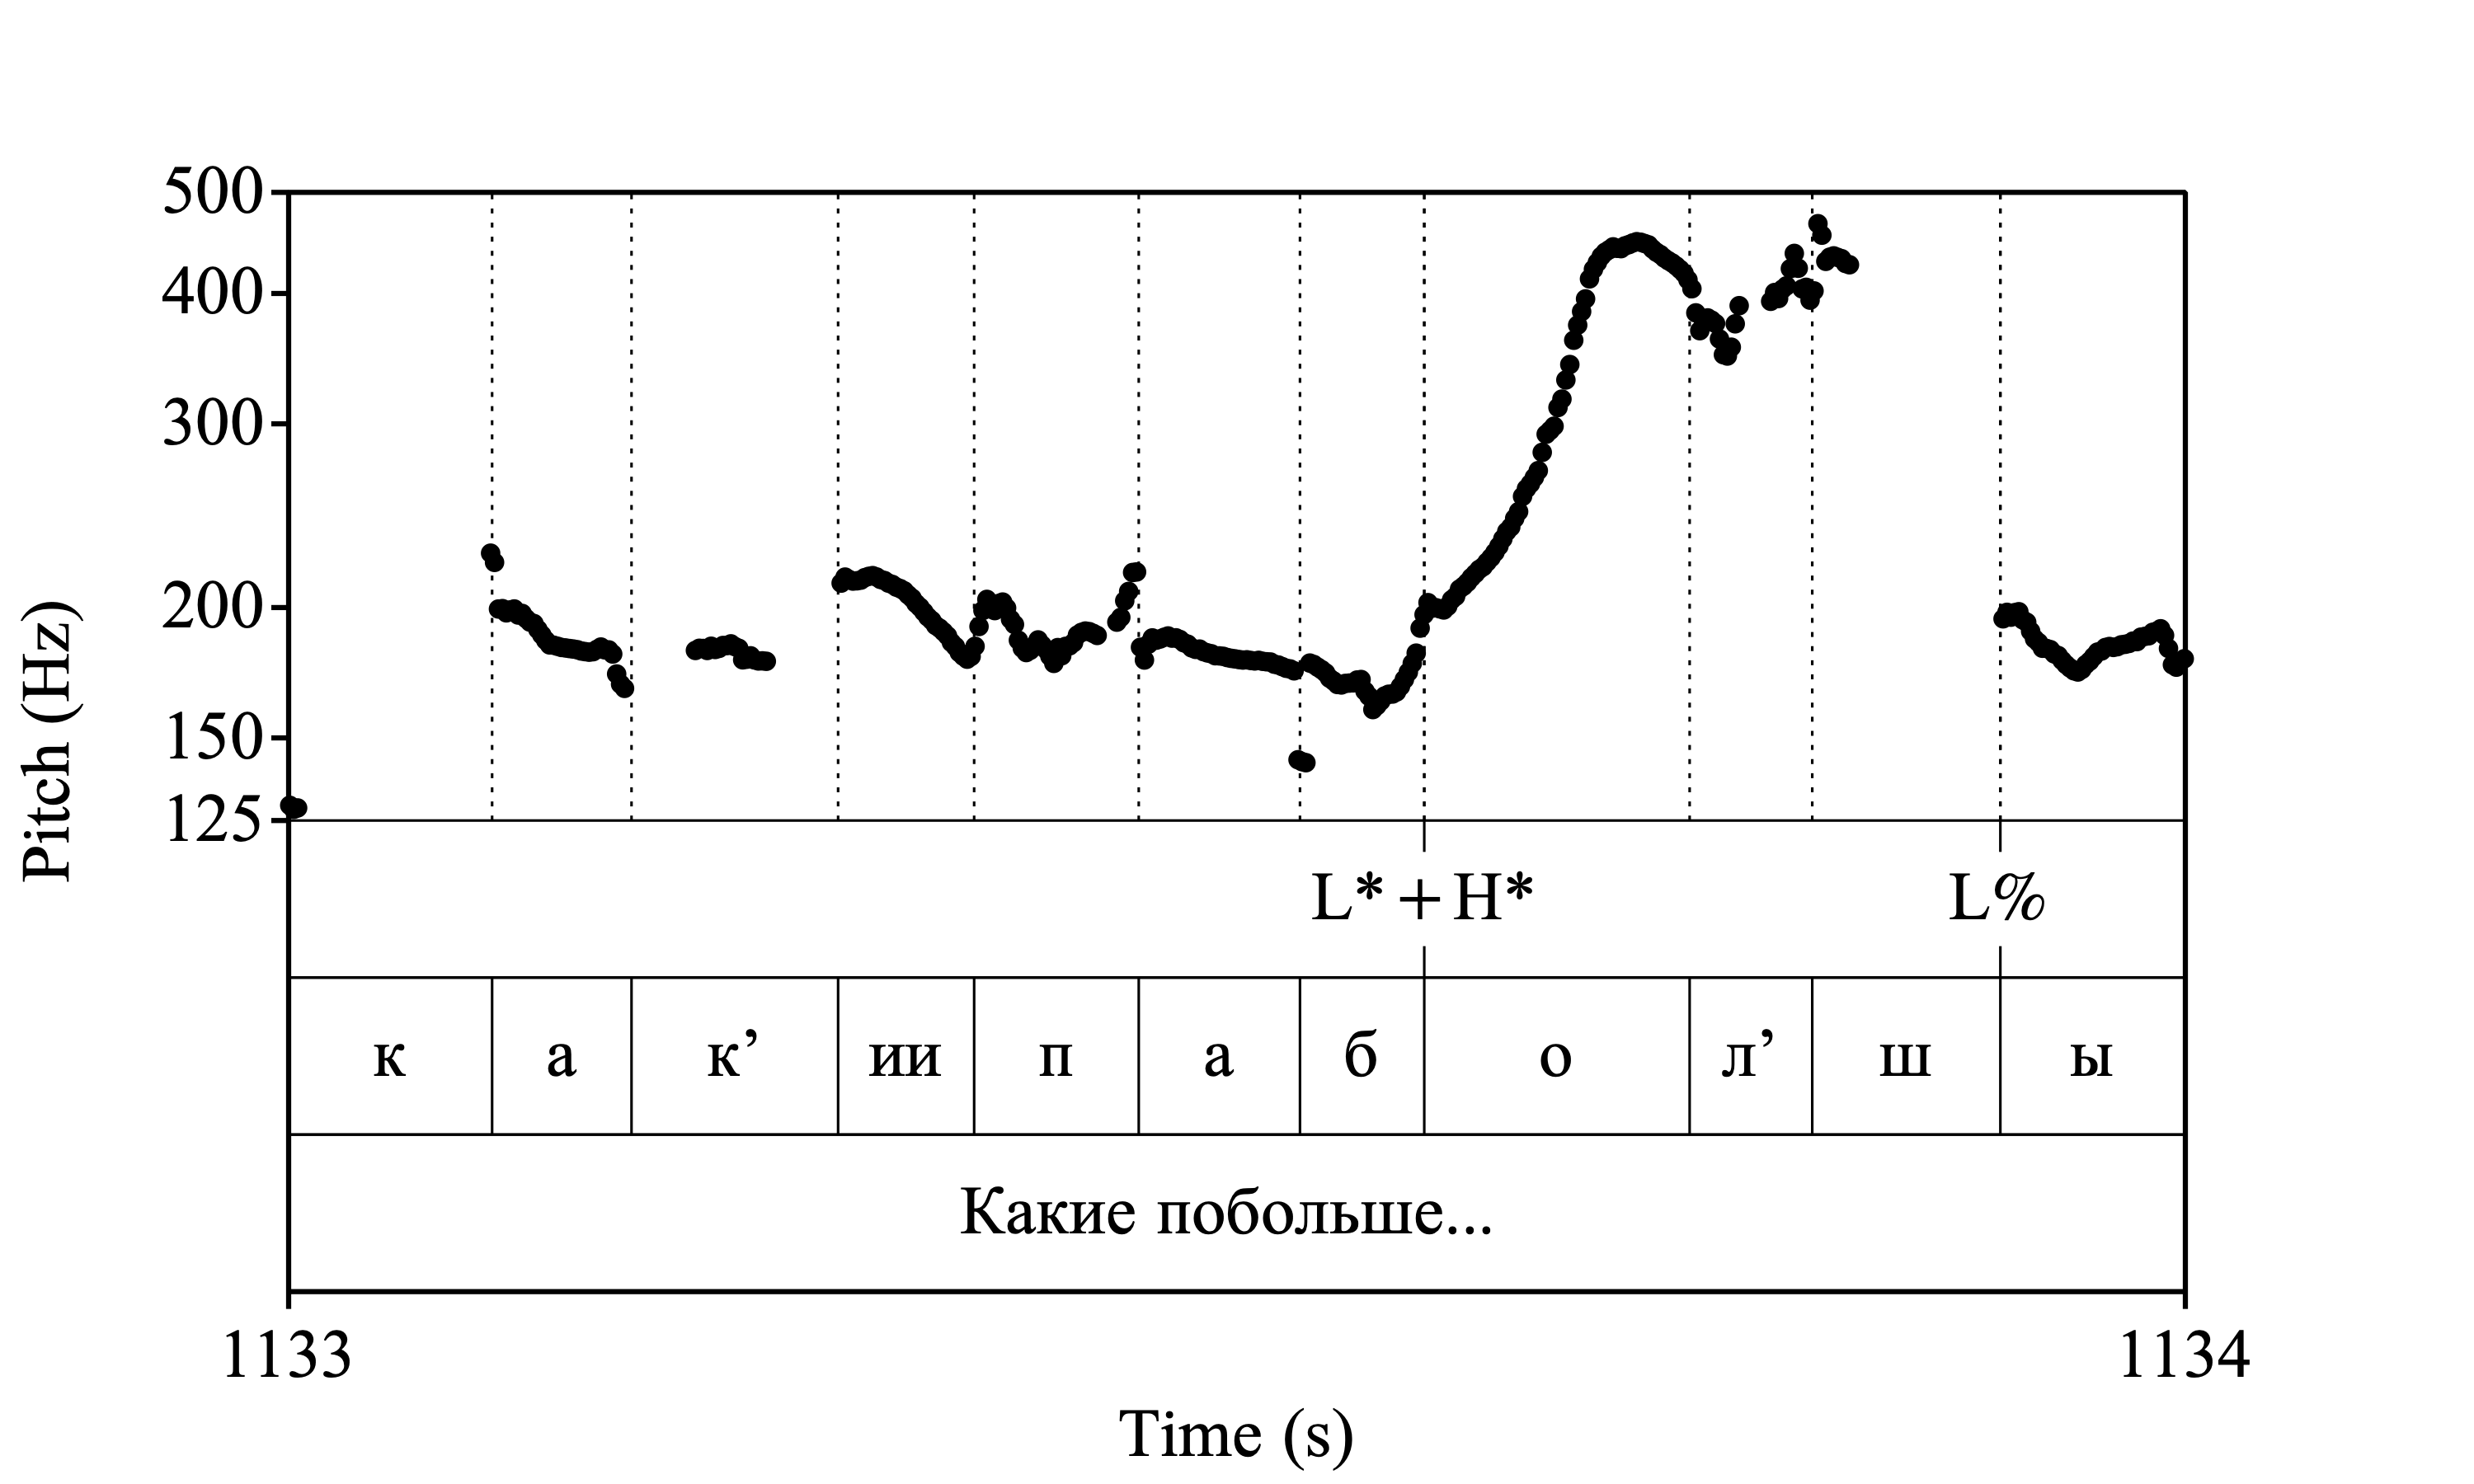 500
400
300
200
150
125
Pitch (Hz)
L*+H* L%
к а к’ ии п а б о л’ ш ы
Какие побольше...
1133 1134
Time (s)